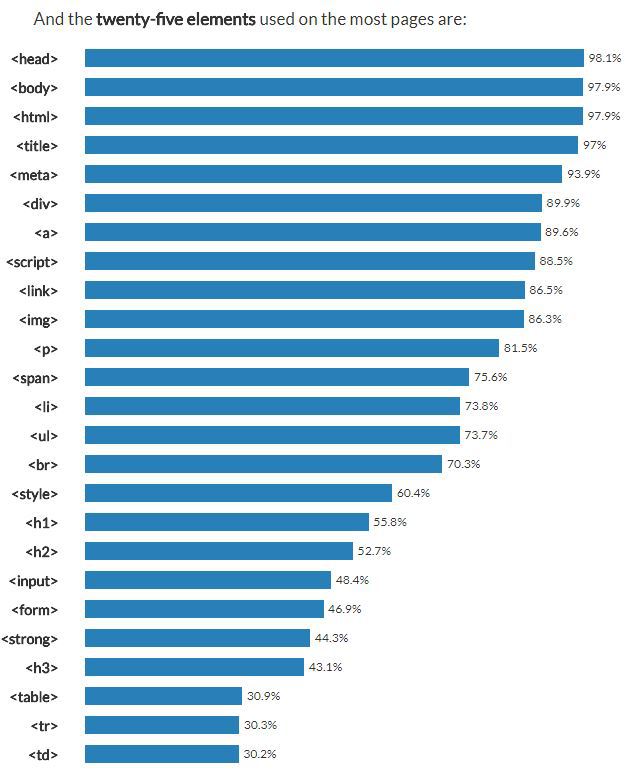 And the twenty-five elements used on the most pages are:
<head> 98.1%
<body> 97.9%
<html> 97.9%
<title> 97%
<meta> 93.9%
<div> 89.9%
<a> 89.6%
<script> 88.5%
<link> 86.5%
<img> 86.3%
<p> 81.5%
<span> 75.6%
<li> 73.8%
<ul> 73.7%
<br> 70.3%
<style> 60.4%
<h1> 55.8%
<h2> 52.7%
<input> 48.4%
<form> 46.9%
<strong> 44.3%
<h3> 43.1%
<table> 30.9%
<tr> 30.3%
<td> 30.2%